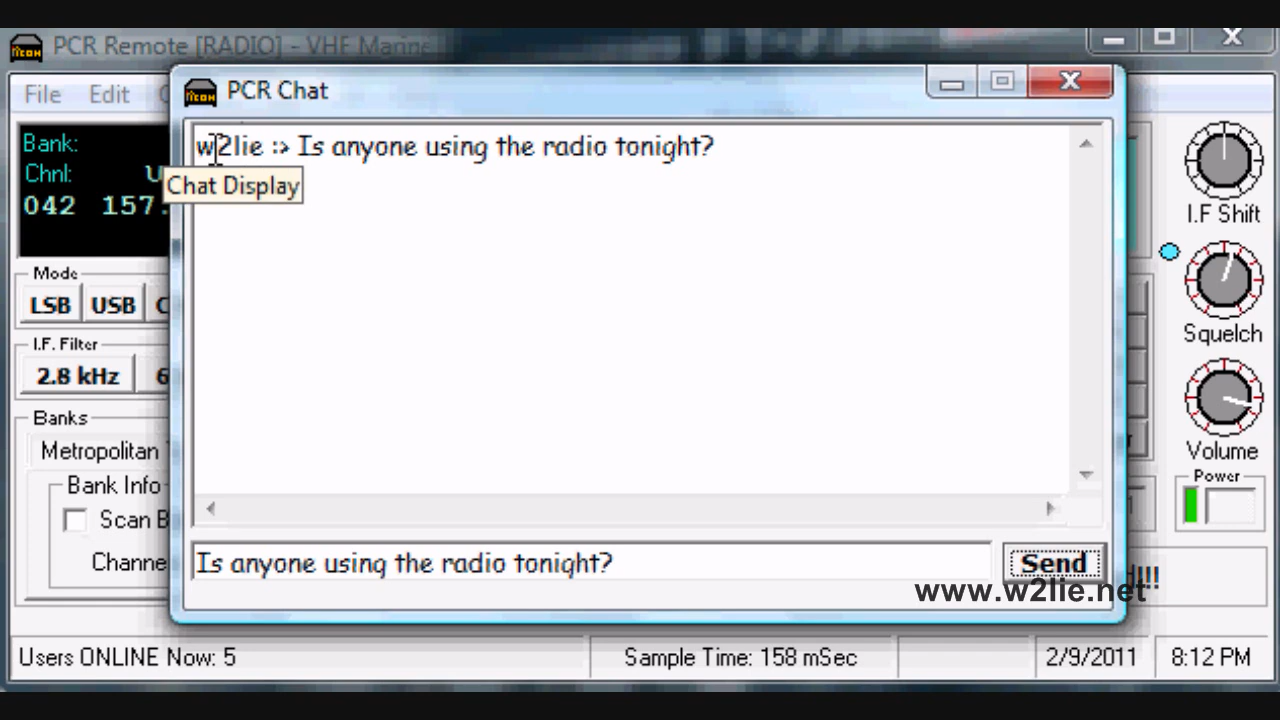 PCR Remote [RADIO] - VHF Marine
File Edit
PCR Chat
Bank:
Chnl:
042 157.
w2lie :> Is anyone using the radio tonight?
Chat Display
I.F Shift
Mode
LSB USB
Squelch
I.F. Filter
2.8 kHz 6
Banks
Metropolitan
Volume
Bank Info
Power
Scan B
Channe
Is anyone using the radio tonight?
Send
www.w2lie.net
Users ONLINE Now: 5
Sample Time: 158 mSec
2/9/2011
8:12 PM